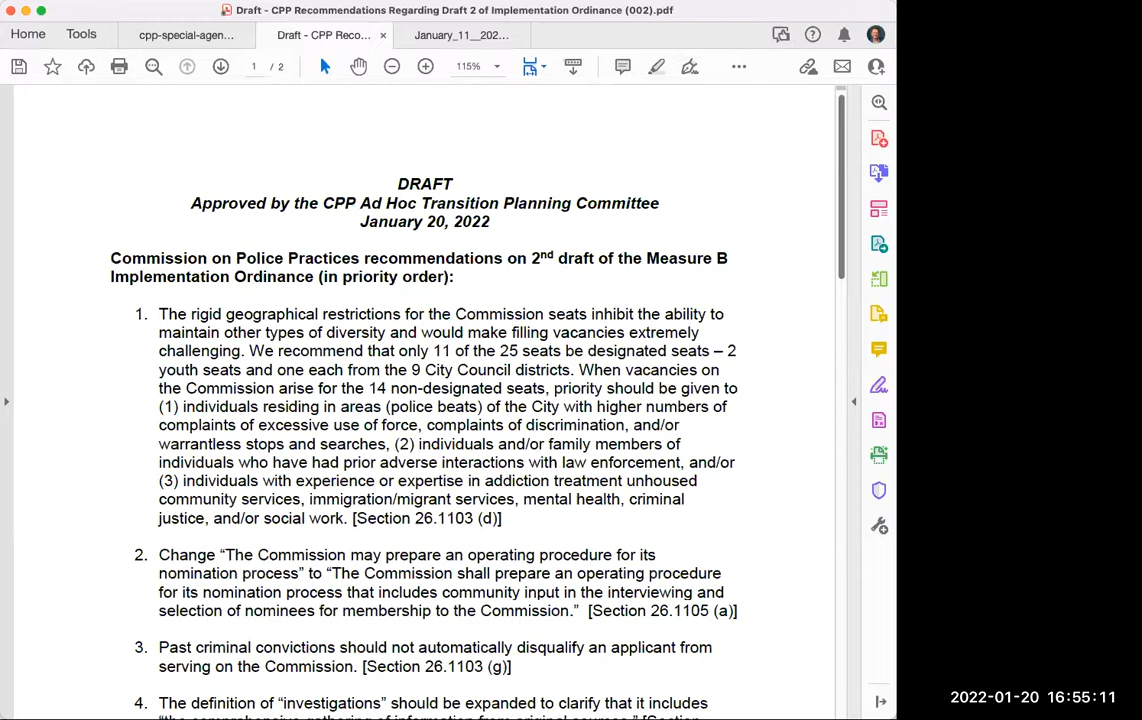 Draft - CPP Recommendations Regarding Draft 2 of Implementation Ordinance (002).pdf
Home Tools cpp-special-agen... Draft - CPP Reco... × January_11__202...
1 / 2 115%
DRAFT
Approved by the CPP Ad Hoc Transition Planning Committee
January 20, 2022
Commission on Police Practices recommendations on 2nd draft of the Measure B
Implementation Ordinance (in priority order):
1. The rigid geographical restrictions for the Commission seats inhibit the ability to
maintain other types of diversity and would make filling vacancies extremely
challenging. We recommend that only 11 of the 25 seats be designated seats – 2
youth seats and one each from the 9 City Council districts. When vacancies on
the Commission arise for the 14 non-designated seats, priority should be given to
(1) individuals residing in areas (police beats) of the City with higher numbers of
complaints of excessive use of force, complaints of discrimination, and/or
warrantless stops and searches, (2) individuals and/or family members of
individuals who have had prior adverse interactions with law enforcement, and/or
(3) individuals with experience or expertise in addiction treatment unhoused
community services, immigration/migrant services, mental health, criminal
justice, and/or social work. [Section 26.1103 (d)]
2. Change “The Commission may prepare an operating procedure for its
nomination process” to “The Commission shall prepare an operating procedure
for its nomination process that includes community input in the interviewing and
selection of nominees for membership to the Commission.” [Section 26.1105 (a)]
3. Past criminal convictions should not automatically disqualify an applicant from
serving on the Commission. [Section 26.1103 (g)]
4. The definition of “investigations” should be expanded to clarify that it includes
“the comprehensive gathering of information from original sources.” [Section
2022-01-20 16:55:11